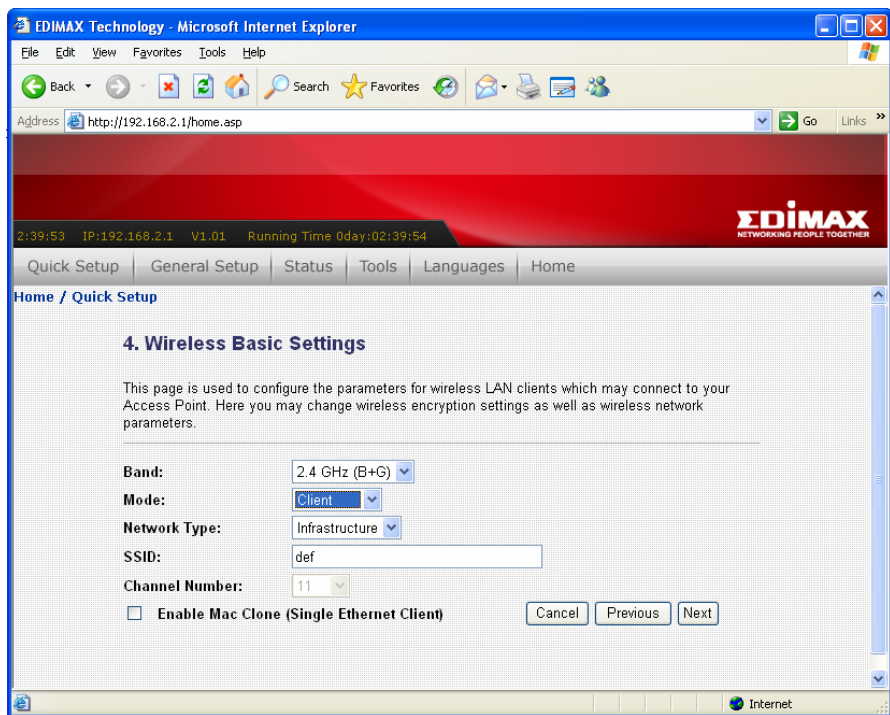 EDIMAX Technology - Microsoft Internet Explorer
File Edit View Favorites Tools Help
Back Search Favorites
Address http://192.168.2.1/home.asp Go Links »
EDIMAX
NETWORKING PEOPLE TOGETHER
2:39:53 IP:192.168.2.1 V1.01 Running Time 0day:02:39:54
Quick Setup General Setup Status Tools Languages Home
Home / Quick Setup
4. Wireless Basic Settings
This page is used to configure the parameters for wireless LAN clients which may connect to your
Access Point. Here you may change wireless encryption settings as well as wireless network
parameters.
Band: 2.4 GHz (B+G)
Mode: Client
Network Type: Infrastructure
SSID: def
Channel Number: 11
Enable Mac Clone (Single Ethernet Client) Cancel Previous Next
Internet